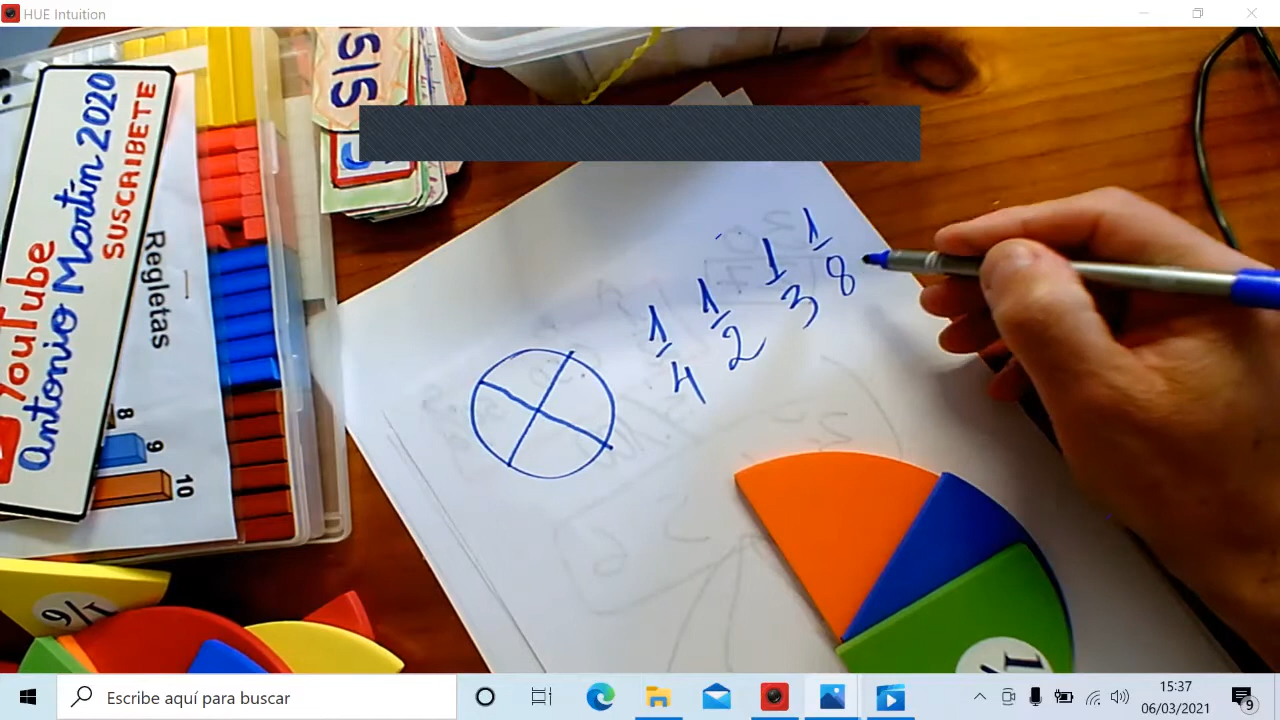 HUE Intuition
YouTube
Antonio Martín 2020
SUSCRIBETE
Regletas
8
9
10
1/6
1/4 1/2 1/3 1/8
Escribe aquí para buscar
15:37
06/03/2021
9